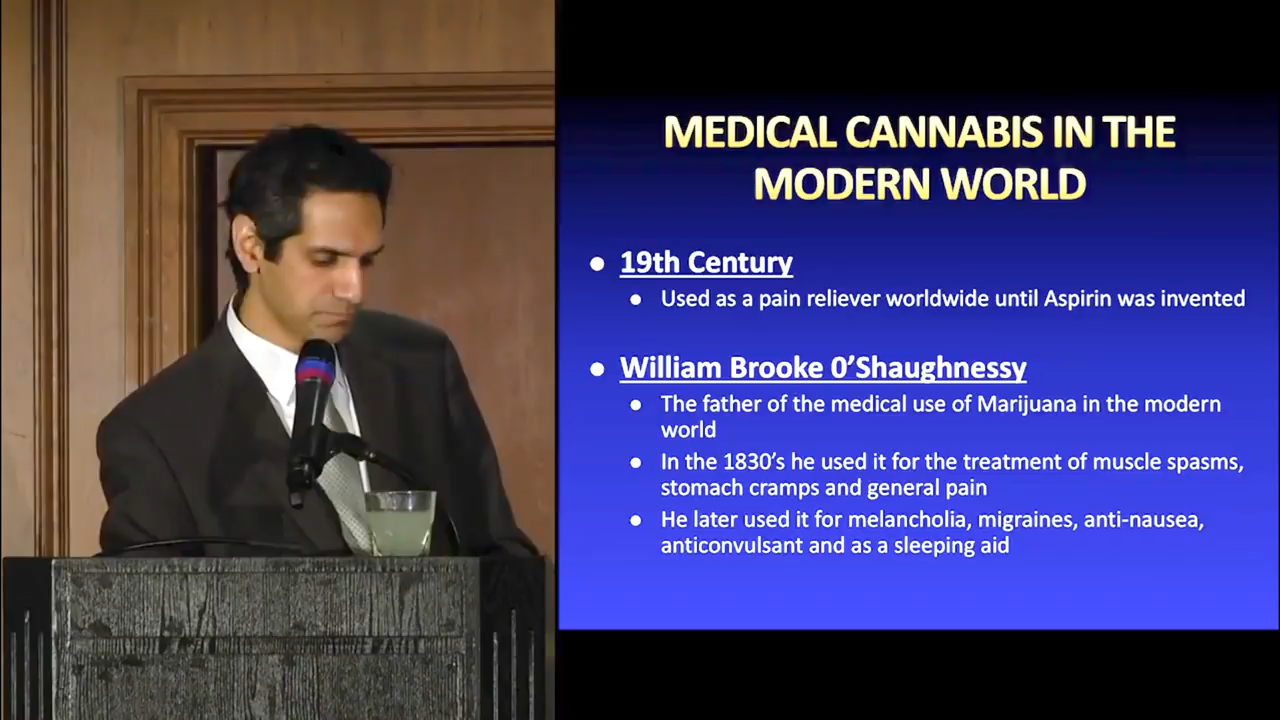 MEDICAL CANNABIS IN THE
MODERN WORLD
● 19th Century
● Used as a pain reliever worldwide until Aspirin was invented
● William Brooke 0’Shaughnessy
● The father of the medical use of Marijuana in the modern
world
● In the 1830’s he used it for the treatment of muscle spasms,
stomach cramps and general pain
● He later used it for melancholia, migraines, anti-nausea,
anticonvulsant and as a sleeping aid